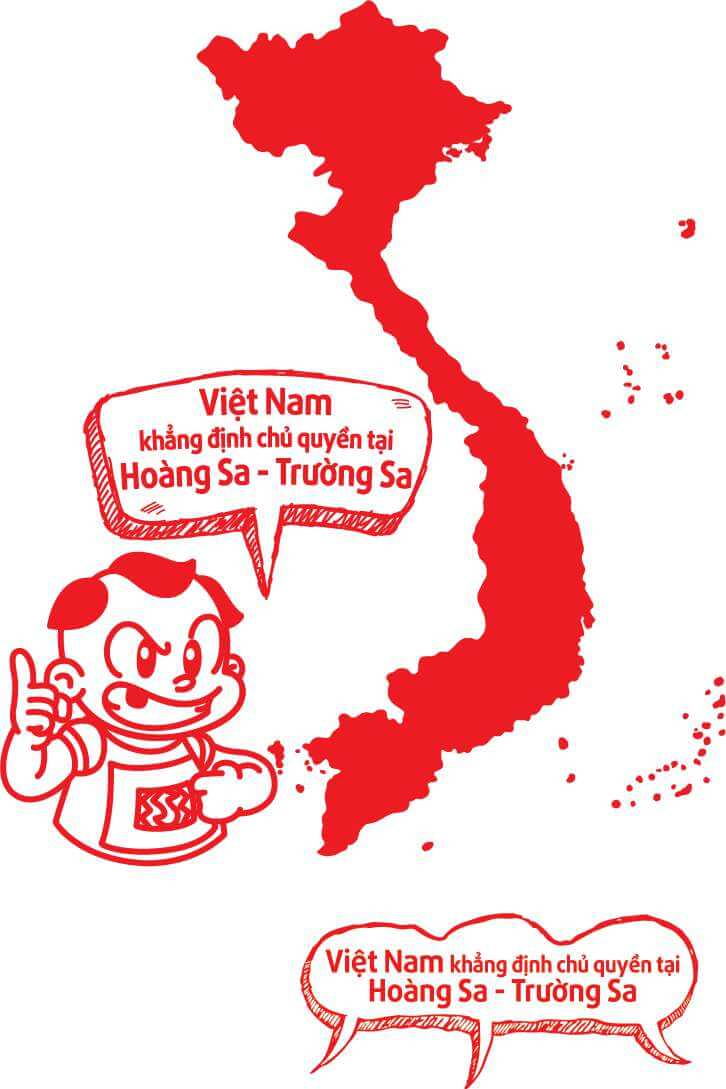 Việt Nam
khẳng định chủ quyền tại
Hoàng Sa - Trường Sa
Việt Nam khẳng định chủ quyền tại
Hoàng Sa - Trường Sa